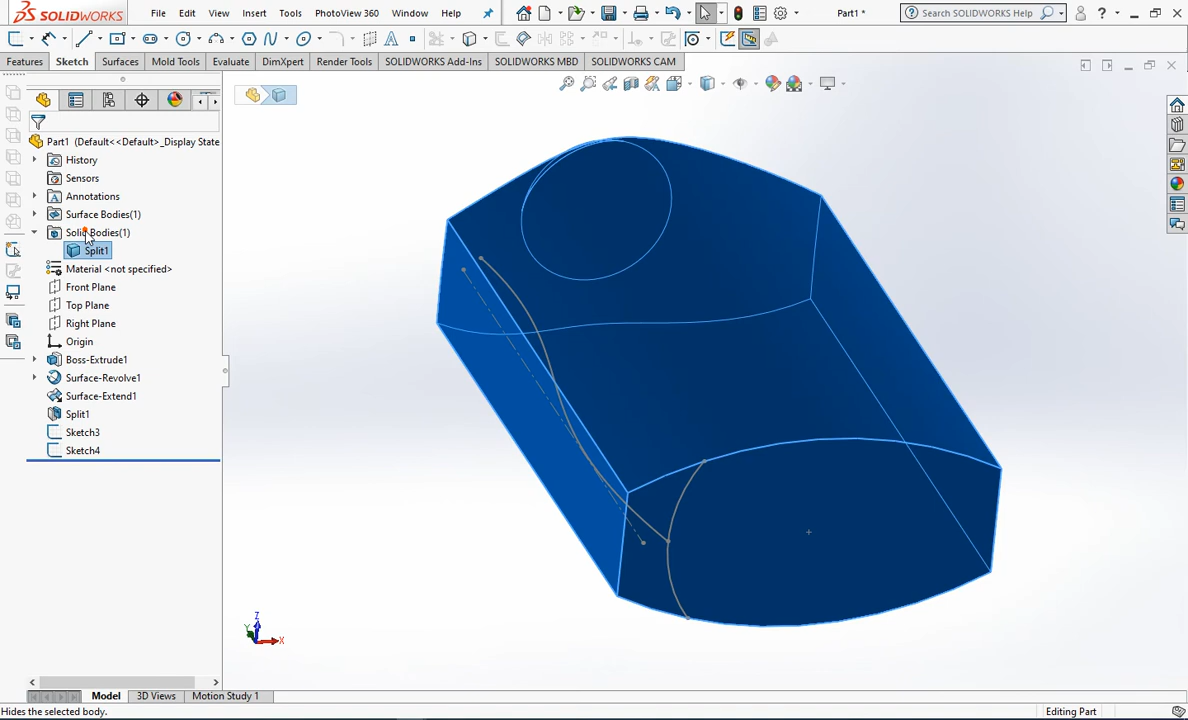 SOLIDWORKS File Edit View Insert Tools PhotoView 360 Window Help Part1 * Search SOLIDWORKS Help ?
Features Sketch Surfaces Mold Tools Evaluate DimXpert Render Tools SOLIDWORKS Add-Ins SOLIDWORKS MBD SOLIDWORKS CAM
Part1 (Default<<Default>_Display State
History
Sensors
Annotations
Surface Bodies(1)
Solid Bodies(1)
Split1
Material <not specified>
Front Plane
Top Plane
Right Plane
Origin
Boss-Extrude1
Surface-Revolve1
Surface-Extend1
Split1
Sketch3
Sketch4
Z
Y
X
Model 3D Views Motion Study 1
Hides the selected body. Editing Part